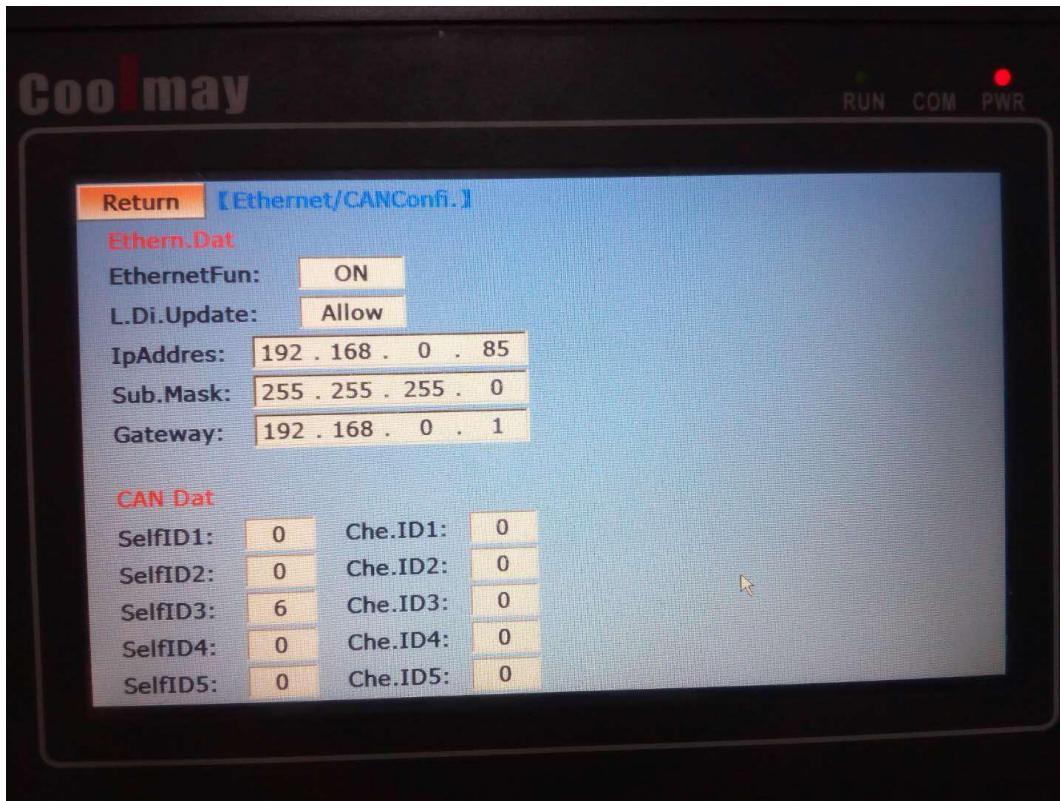 Coolmay
RUN COM PWR
Return 【Ethernet/CANConfi.】
Ethern.Dat
EthernetFun: ON
L.Di.Update: Allow
IpAddres: 192 . 168 . 0 . 85
Sub.Mask: 255 . 255 . 255 . 0
Gateway: 192 . 168 . 0 . 1
CAN Dat
SelfID1: 0 Che.ID1: 0
SelfID2: 0 Che.ID2: 0
SelfID3: 6 Che.ID3: 0
SelfID4: 0 Che.ID4: 0
SelfID5: 0 Che.ID5: 0